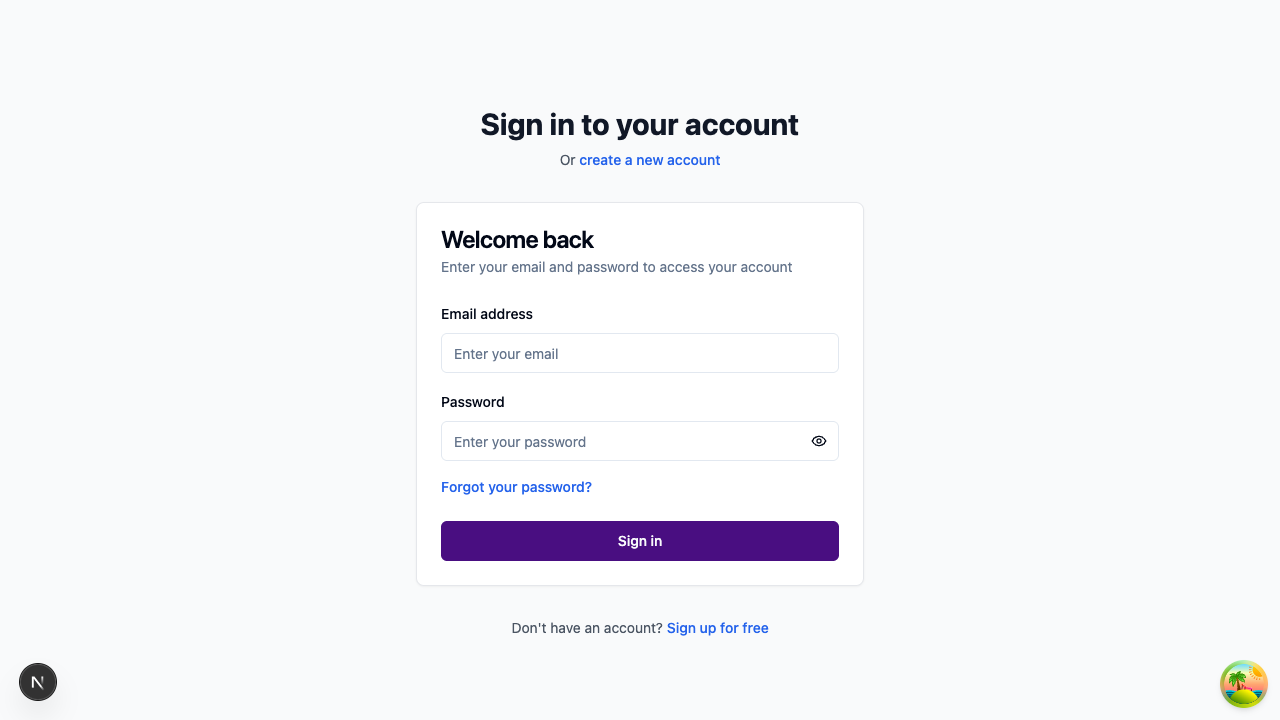 Sign in to your account
Or create a new account
Welcome back
Enter your email and password to access your account
Email address
Enter your email
Password
Enter your password
Forgot your password?
Sign in
Don't have an account? Sign up for free
N